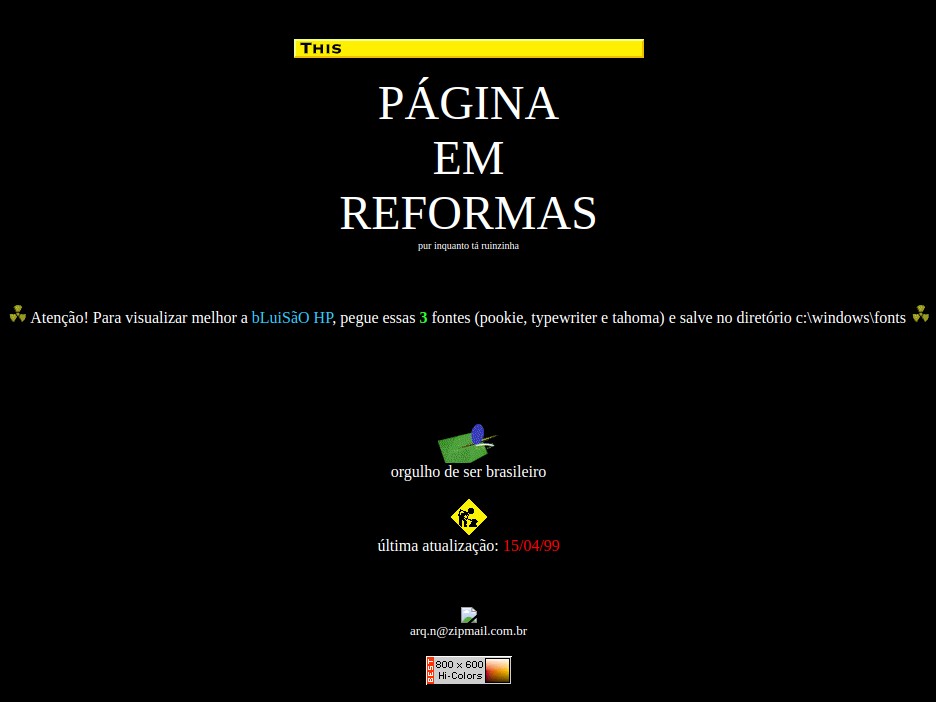 THIS
PÁGINA
EM
REFORMAS
pur inquanto tá ruinzinha
Atenção! Para visualizar melhor a bLuiSãO HP, pegue essas 3 fontes (pookie, typewriter e tahoma) e salve no diretório c:\windows\fonts
orgulho de ser brasileiro
última atualização: 15/04/99
arq.n@zipmail.com.br
BEST 800 x 600
Hi-Colors